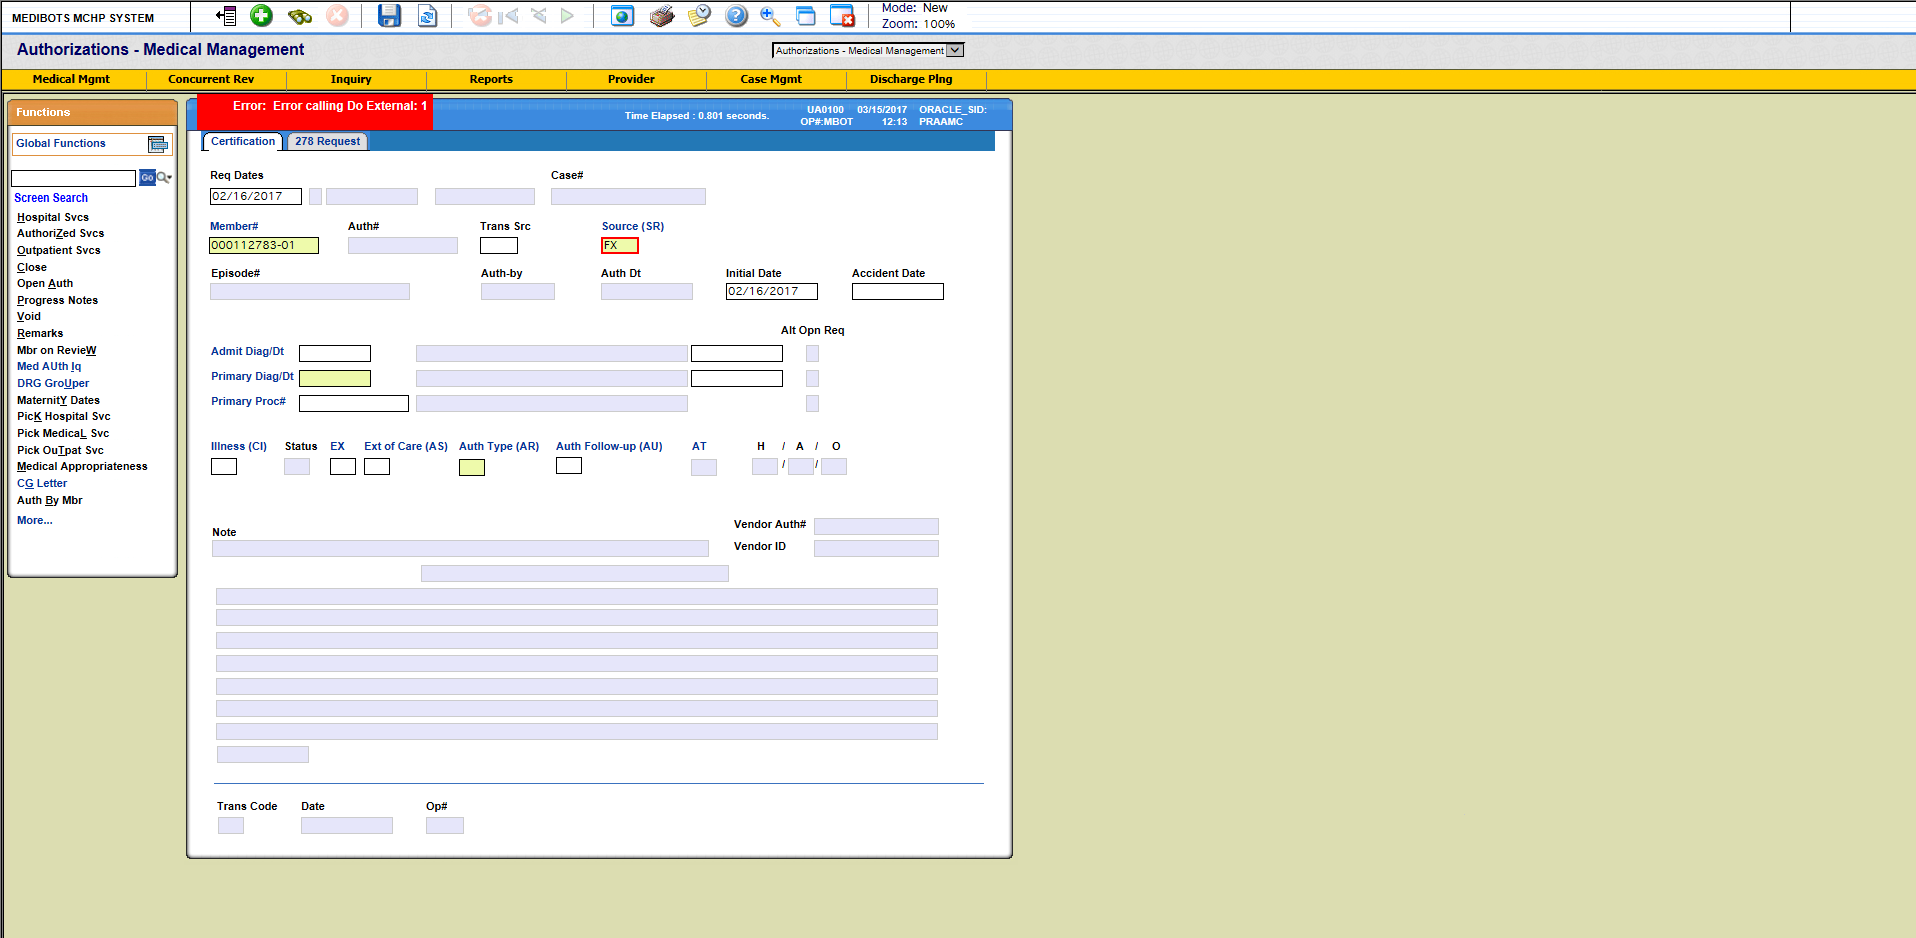 MEDIBOTS MCHP SYSTEM
Mode: New
Zoom: 100%
Authorizations - Medical Management
Authorizations - Medical Management
Medical Mgmt Concurrent Rev Inquiry Reports Provider Case Mgmt Discharge Plng
Functions
Global Functions
Go
Screen Search
Hospital Svcs
AuthoriZed Svcs
Outpatient Svcs
Close
Open Auth
Progress Notes
Void
Remarks
Mbr on RevieW
Med AUth Iq
DRG GroUper
MaternitY Dates
PicK Hospital Svc
Pick MedicaL Svc
Pick OuTpat Svc
Medical Appropriateness
CG Letter
Auth By Mbr
More...
Error: Error calling Do External: 1
Time Elapsed : 0.801 seconds.
UA0100 03/15/2017 ORACLE_SID:
OP#:MBOT 12:13 PRAAMC
Certification 278 Request
Req Dates Case#
02/16/2017
Member# Auth# Trans Src Source (SR)
000112783-01 FX
Episode# Auth-by Auth Dt Initial Date Accident Date
02/16/2017
Alt Opn Req
Admit Diag/Dt
Primary Diag/Dt
Primary Proc#
Illness (CI) Status EX Ext of Care (AS) Auth Type (AR) Auth Follow-up (AU) AT H / A / O
/ /
Note
Vendor Auth#
Vendor ID
Trans Code Date Op#